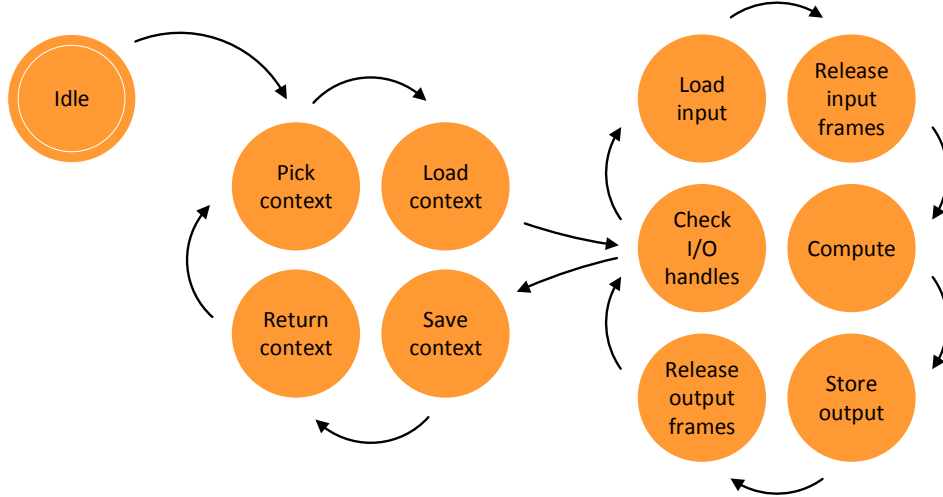 Idle
Pick
context
Load
context
Return
context
Save
context
Load
input
Release
input
frames
Check
I/O
handles
Compute
Release
output
frames
Store
output